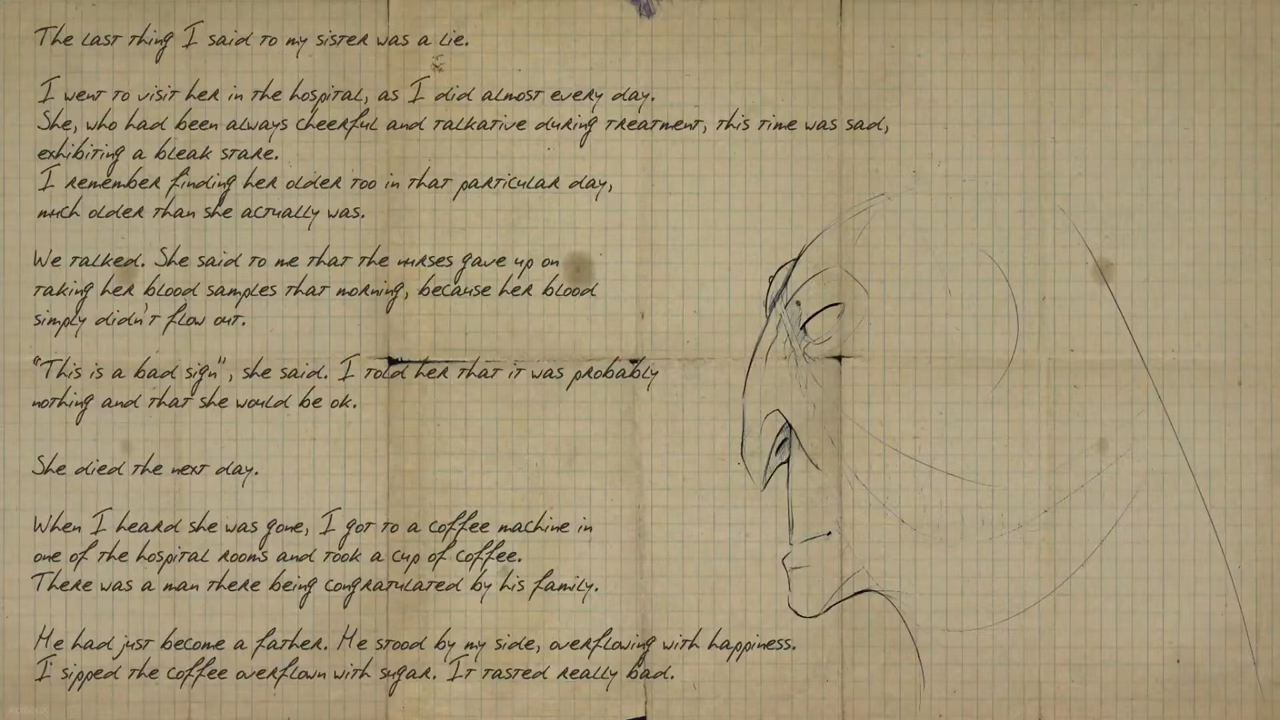 The last thing I said to my sister was a lie.
I went to visit her in the hospital, as I did almost every day.
She, who had been always cheerful and talkative during treatment, this time was sad,
exhibiting a bleak stare.
I remember finding her older too in that particular day,
much older than she actually was.
We talked. She said to me that the nurses gave up on
taking her blood samples that morning, because her blood
simply didn't flow out.
"This is a bad sign", she said. I told her that it was probably
nothing and that she would be ok.
She died the next day.
When I heard she was gone, I got to a coffee machine in
one of the hospital rooms and took a cup of coffee.
There was a man there being congratulated by his family.
He had just become a father. He stood by my side, overflowing with happiness.
I sipped the coffee overflown with sugar. It tasted really bad.